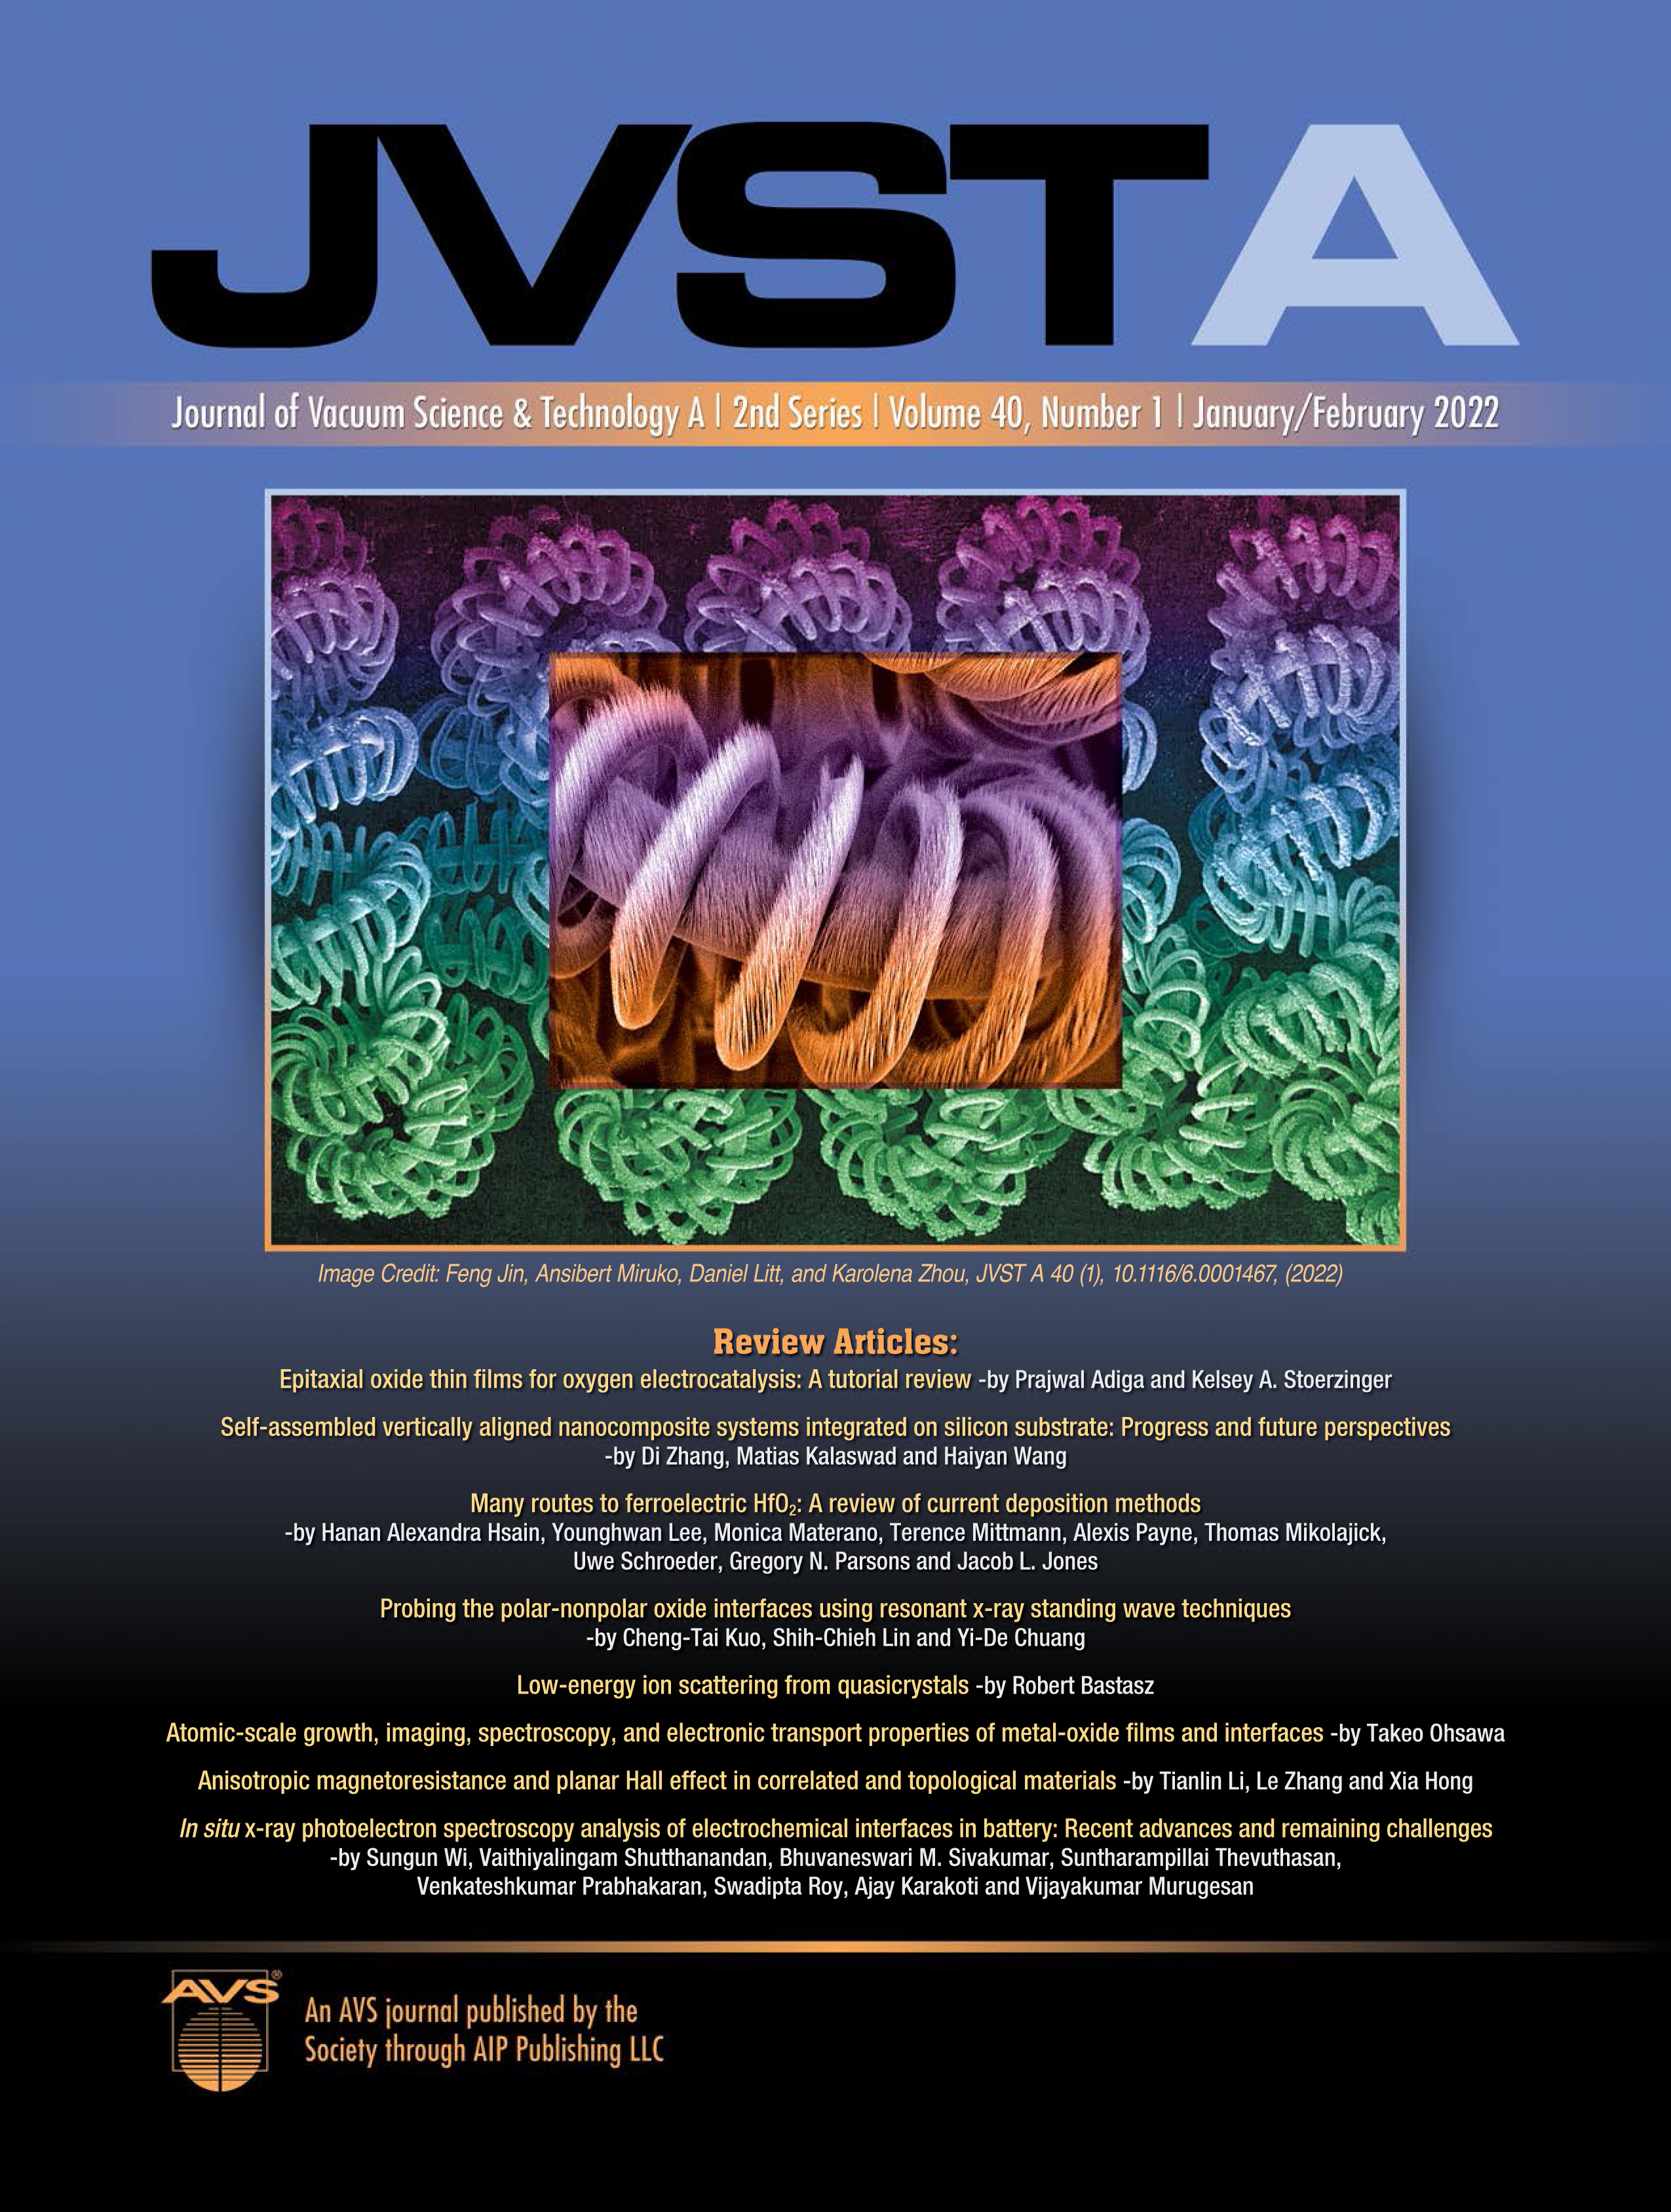 JVSTA
Journal of Vacuum Science & Technology A | 2nd Series | Volume 40, Number 1 | January/February 2022
Image Credit: Feng Jin, Ansibert Miruko, Daniel Litt, and Karolena Zhou, JVST A 40 (1), 10.1116/6.0001467, (2022)
Review Articles:
Epitaxial oxide thin films for oxygen electrocatalysis: A tutorial review -by Prajwal Adiga and Kelsey A. Stoerzinger
Self-assembled vertically aligned nanocomposite systems integrated on silicon substrate: Progress and future perspectives
-by Di Zhang, Matias Kalaswad and Haiyan Wang
Many routes to ferroelectric HfO₂: A review of current deposition methods
-by Hanan Alexandra Hsain, Younghwan Lee, Monica Materano, Terence Mittmann, Alexis Payne, Thomas Mikolajick,
Uwe Schroeder, Gregory N. Parsons and Jacob L. Jones
Probing the polar-nonpolar oxide interfaces using resonant x-ray standing wave techniques
-by Cheng-Tai Kuo, Shih-Chieh Lin and Yi-De Chuang
Low-energy ion scattering from quasicrystals -by Robert Bastasz
Atomic-scale growth, imaging, spectroscopy, and electronic transport properties of metal-oxide films and interfaces -by Takeo Ohsawa
Anisotropic magnetoresistance and planar Hall effect in correlated and topological materials -by Tianlin Li, Le Zhang and Xia Hong
In situ x-ray photoelectron spectroscopy analysis of electrochemical interfaces in battery: Recent advances and remaining challenges
-by Sungun Wi, Vaithiyalingam Shutthanandan, Bhuvaneswari M. Sivakumar, Suntharampillai Thevuthasan,
Venkateshkumar Prabhakaran, Swadipta Roy, Ajay Karakoti and Vijayakumar Murugesan
AVS®
An AVS journal published by the
Society through AIP Publishing LLC